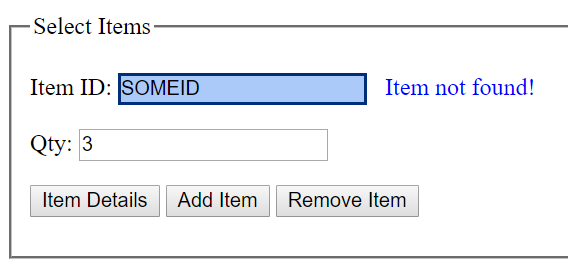 Select Items
Item ID: SOMEID Item not found!
Qty: 3
Item Details Add Item Remove Item